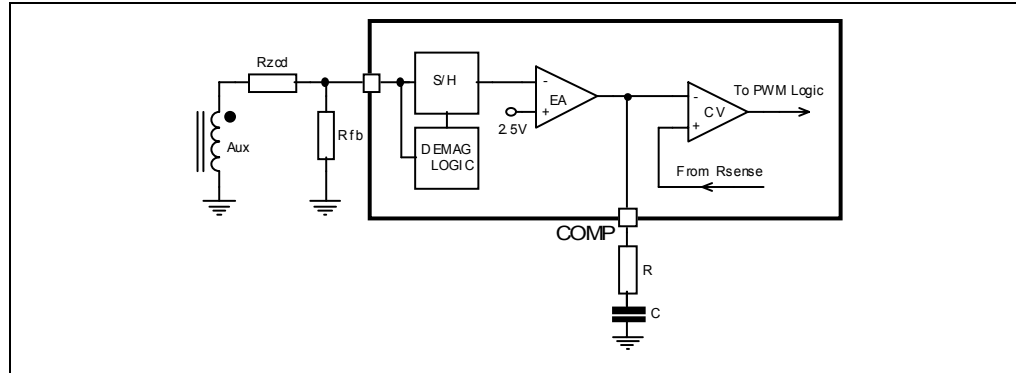 Rzcd
S/H
-
EA
+
2.5V
-
CV
+
To PWM Logic
Aux
Rfb
DEMAG
LOGIC
From Rsense
COMP
R
C